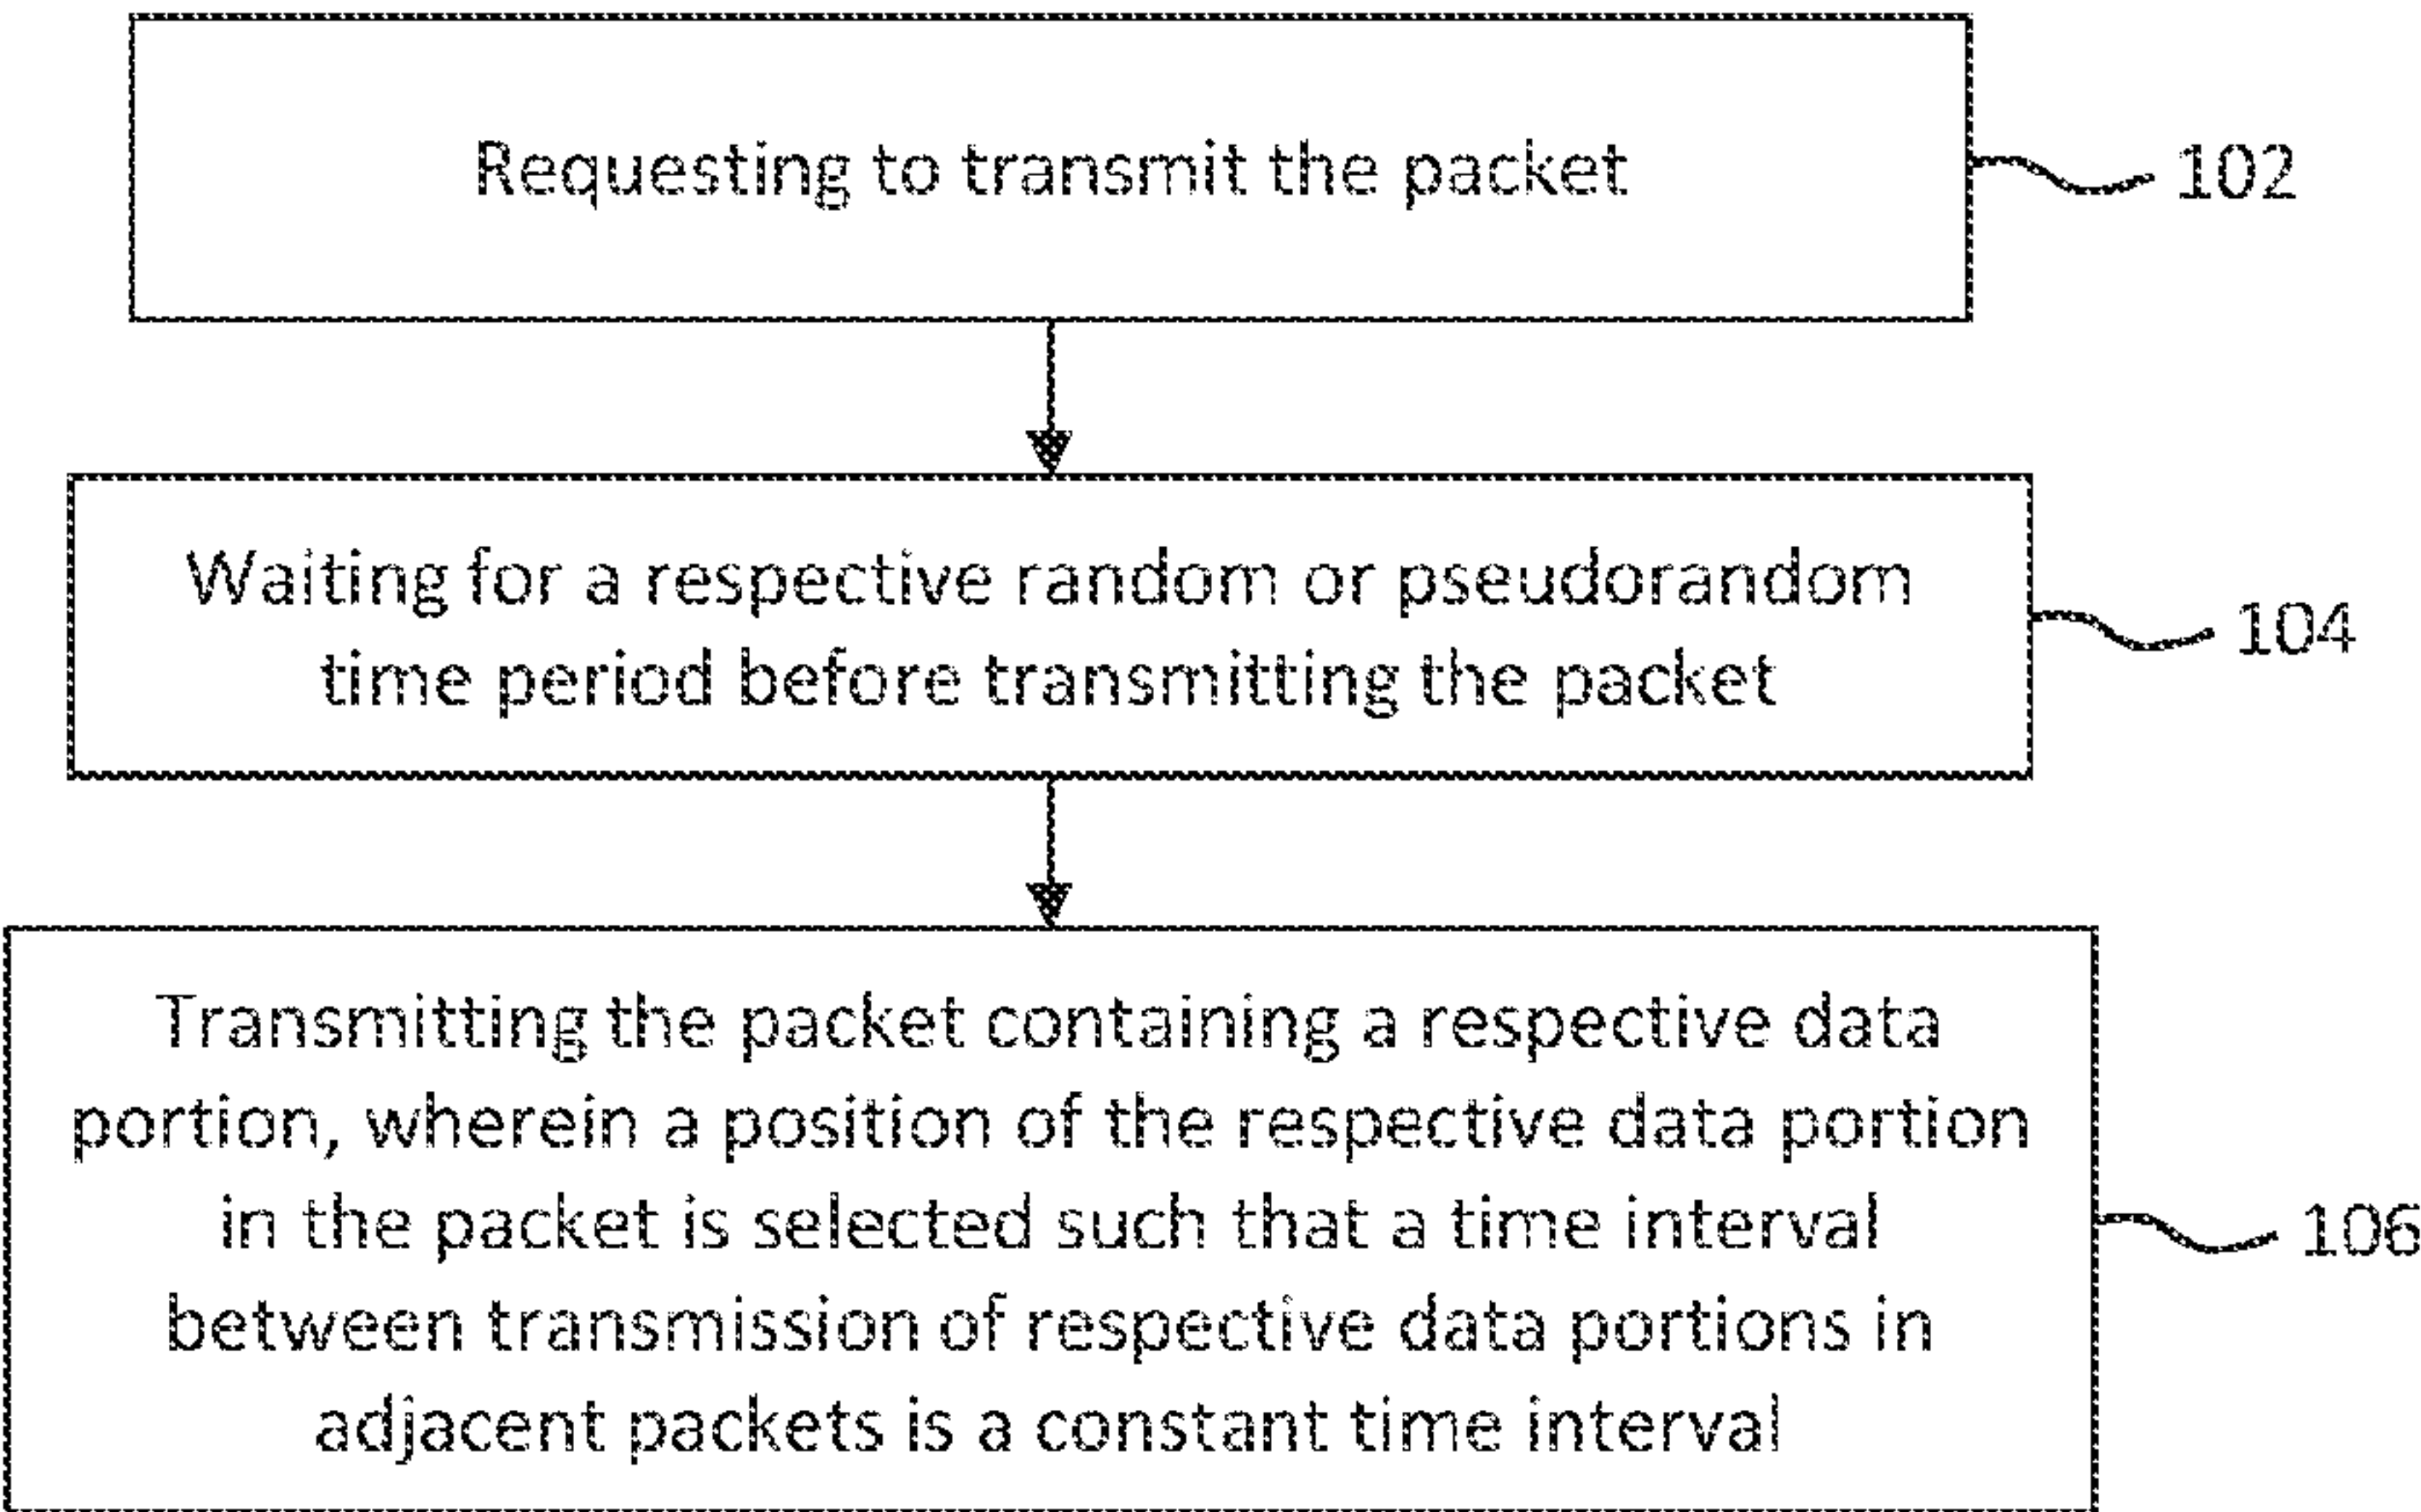 Requesting to transmit the packet
102
Waiting for a respective random or pseudorandom
time period before transmitting the packet
104
Transmitting the packet containing a respective data
portion, wherein a position of the respective data portion
in the packet is selected such that a time interval
between transmission of respective data portions in
adjacent packets is a constant time interval
106